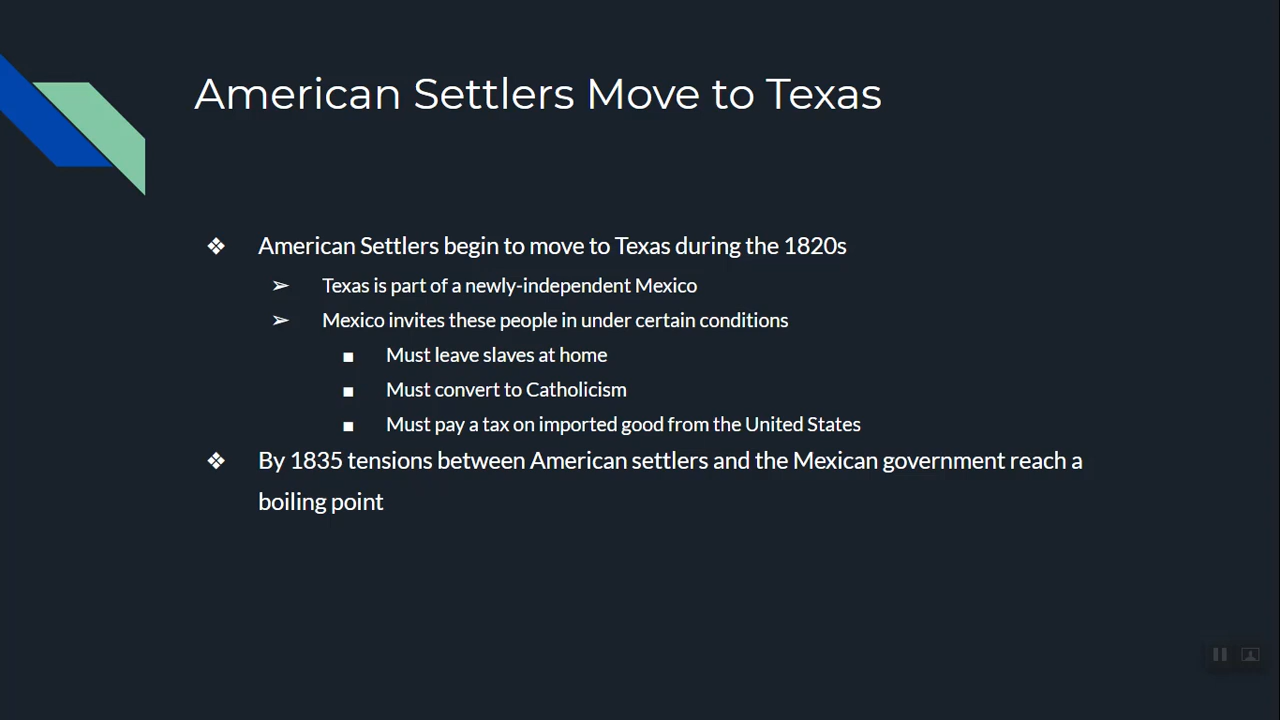 American Settlers Move to Texas
❖ American Settlers begin to move to Texas during the 1820s
➢ Texas is part of a newly-independent Mexico
➢ Mexico invites these people in under certain conditions
■ Must leave slaves at home
■ Must convert to Catholicism
■ Must pay a tax on imported good from the United States
❖ By 1835 tensions between American settlers and the Mexican government reach a
boiling point